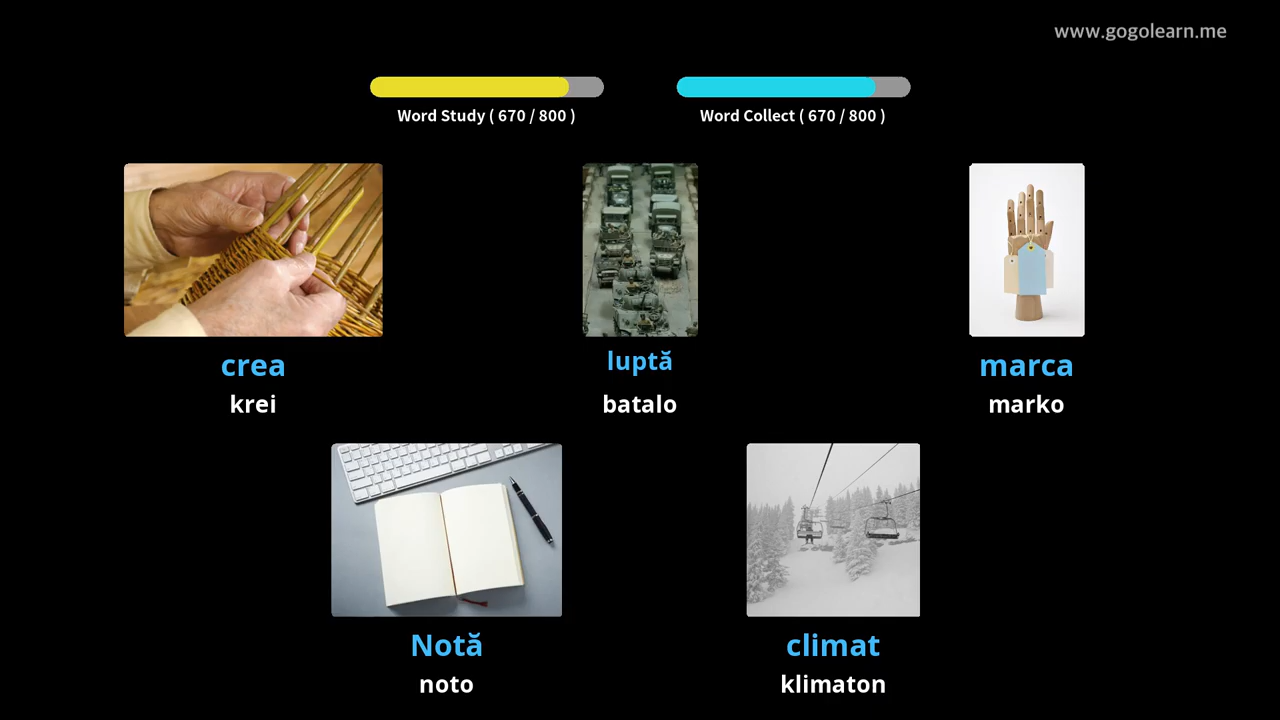 www.gogolearn.me
Word Study ( 670 / 800 )
Word Collect ( 670 / 800 )
crea
krei
luptă
batalo
marca
marko
Notă
noto
climat
klimaton